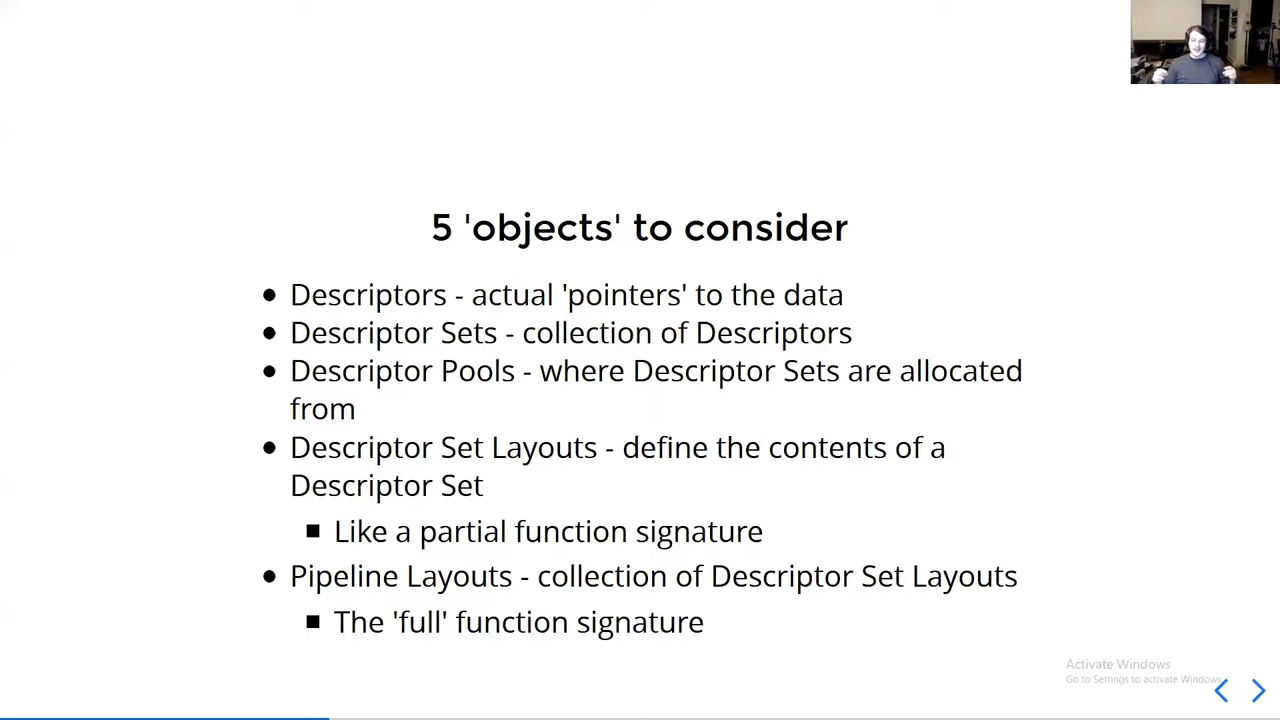 5 'objects' to consider
Descriptors - actual 'pointers' to the data
Descriptor Sets - collection of Descriptors
Descriptor Pools - where Descriptor Sets are allocated
from
Descriptor Set Layouts - define the contents of a
Descriptor Set
Like a partial function signature
Pipeline Layouts - collection of Descriptor Set Layouts
The 'full' function signature
Activate Windows
Go to Settings to activate Windows.